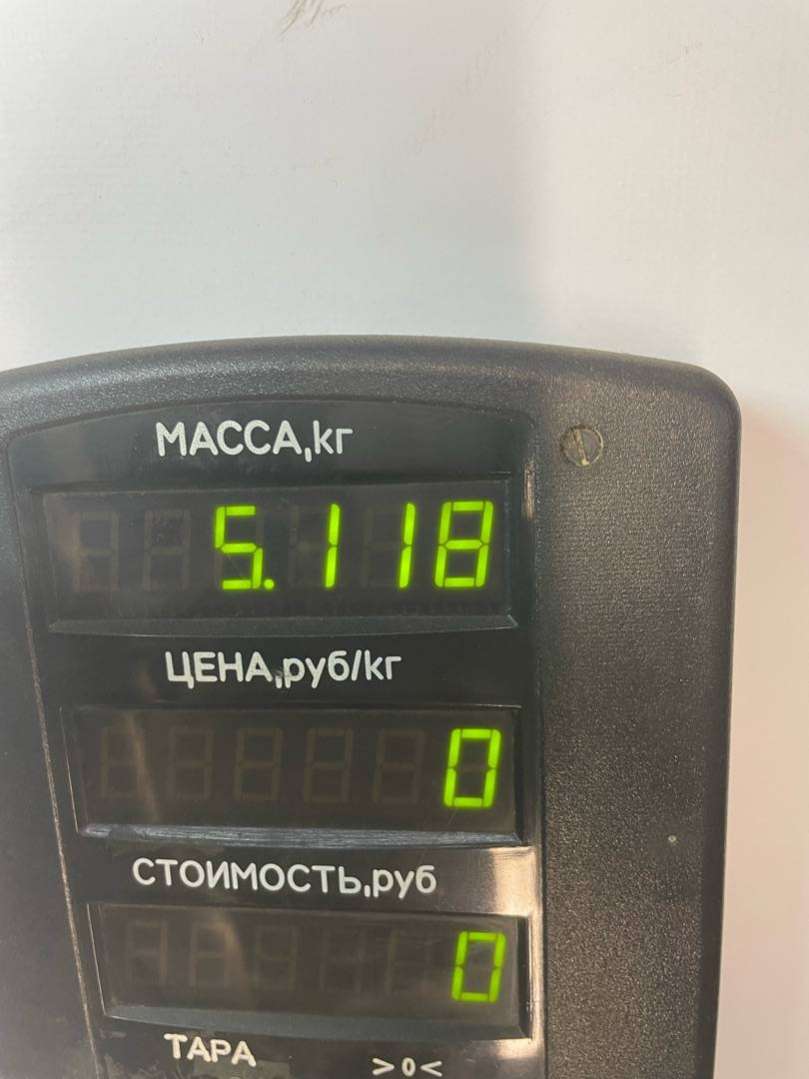 МАССА,кг
5.118
ЦЕНА,руб/кг
0
СТОИМОСТЬ,руб
0
ТАРА >0<